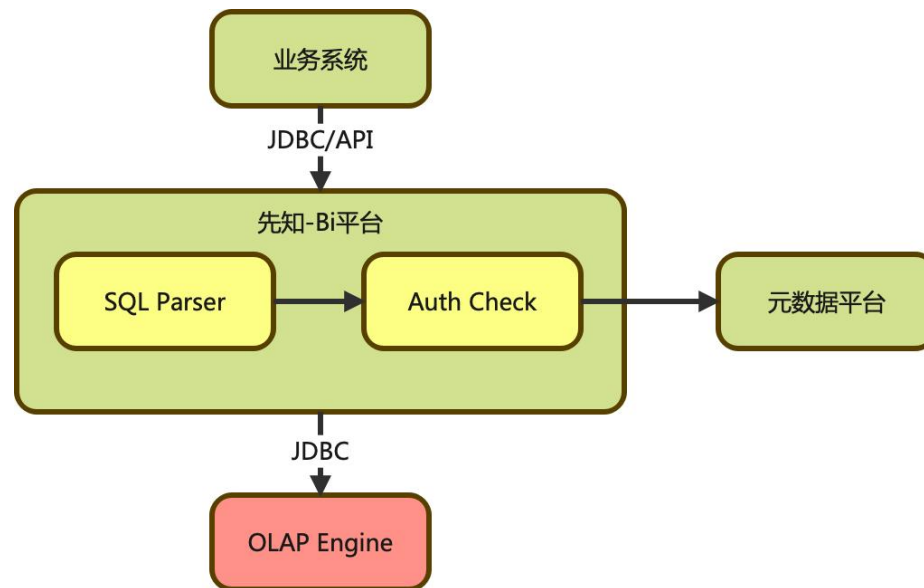 业务系统
JDBC/API
先知-Bi平台
SQL Parser
Auth Check
元数据平台
JDBC
OLAP Engine